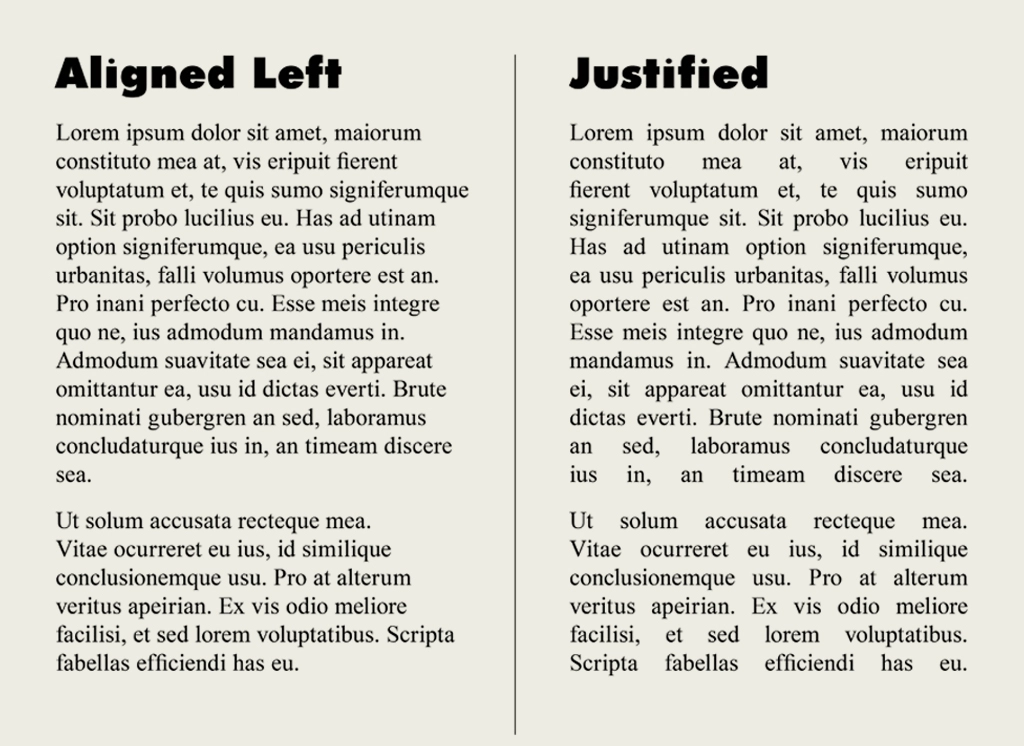 Aligned Left
Lorem ipsum dolor sit amet, maiorum
constituto mea at, vis eripuit fierent
voluptatum et, te quis sumo signiferumque
sit. Sit probo lucilius eu. Has ad utinam
option signiferumque, ea usu periculis
urbanitas, falli volumus oportere est an.
Pro inani perfecto cu. Esse meis integre
quo ne, ius admodum mandamus in.
Admodum suavitate sea ei, sit appareat
omittantur ea, usu id dictas everti. Brute
nominati gubergren an sed, laboramus
concludaturque ius in, an timeam discere
sea.
Ut solum accusata recteque mea.
Vitae ocurreret eu ius, id similique
conclusionemque usu. Pro at alterum
veritus apeirian. Ex vis odio meliore
facilisi, et sed lorem voluptatibus. Scripta
fabellas efficiendi has eu.
Justified
Lorem ipsum dolor sit amet, maiorum
constituto mea at, vis eripuit
fierent voluptatum et, te quis sumo
signiferumque sit. Sit probo lucilius eu.
Has ad utinam option signiferumque,
ea usu periculis urbanitas, falli volumus
oportere est an. Pro inani perfecto cu.
Esse meis integre quo ne, ius admodum
mandamus in. Admodum suavitate sea
ei, sit appareat omittantur ea, usu id
dictas everti. Brute nominati gubergren
an sed, laboramus concludaturque
ius in, an timeam discere sea.
Ut solum accusata recteque mea.
Vitae ocurreret eu ius, id similique
conclusionemque usu. Pro at alterum
veritus apeirian. Ex vis odio meliore
facilisi, et sed lorem voluptatibus.
Scripta fabellas efficiendi has eu.